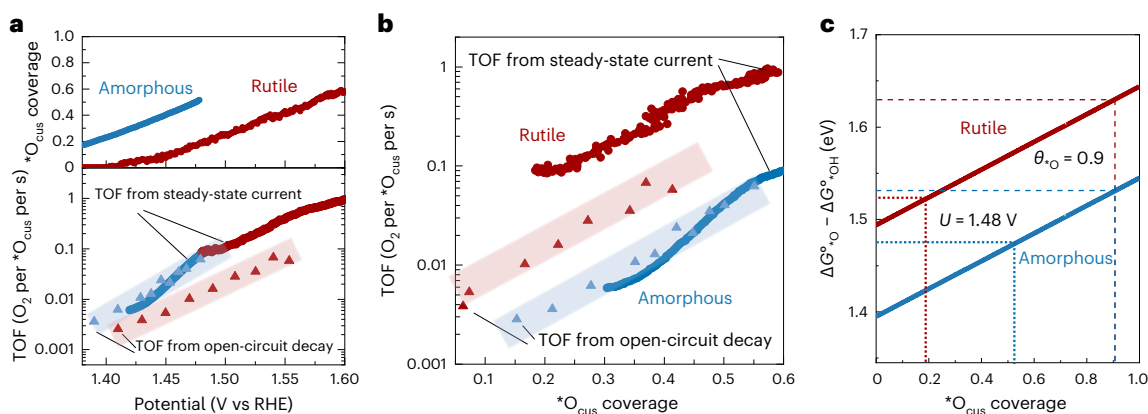 a
*O_cus coverage
1.0
0.8
0.6
0.4
0.2
0
Amorphous
Rutile
TOF (O₂ per *O_cus per s)
1
0.1
0.01
0.001
TOF from steady-state current
TOF from open-circuit decay
1.40
1.45
1.50
1.55
1.60
Potential (V vs RHE)
b
TOF (O₂ per *O_cus per s)
1
0.1
0.01
0.001
TOF from steady-state current
Rutile
Amorphous
TOF from open-circuit decay
0.1
0.2
0.3
0.4
0.5
0.6
*O_cus coverage
c
ΔG°*O − ΔG°*OH (eV)
1.7
1.6
1.5
1.4
Rutile
θ*O = 0.9
U = 1.48 V
Amorphous
0
0.2
0.4
0.6
0.8
1.0
*O_cus coverage